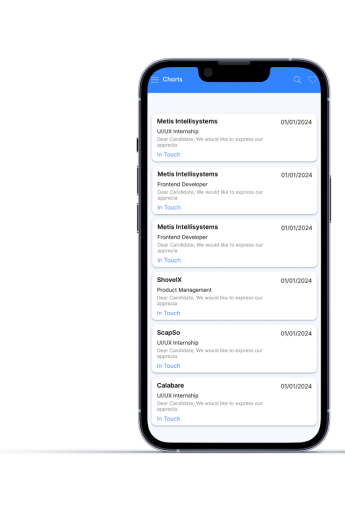 Chorts
Metis Intellisystems 01/01/2024
UI/UX Internship
Dear Candidate, We would like to express our
apprecia
In Touch
Metis Intellisystems 01/01/2024
Frontend Developer
Dear Candidate, We would like to express our
apprecia
In Touch
Metis Intellisystems 01/01/2024
Frontend Developer
Dear Candidate, We would like to express our
apprecia
In Touch
ShovelX 01/01/2024
Product Management
Dear Candidate, We would like to express our
apprecia
In Touch
ScapSo 01/01/2024
UI/UX Internship
Dear Candidate, We would like to express our
apprecia
In Touch
Calabare 01/01/2024
UI/UX Internship
Dear Candidate, We would like to express our
apprecia
In Touch